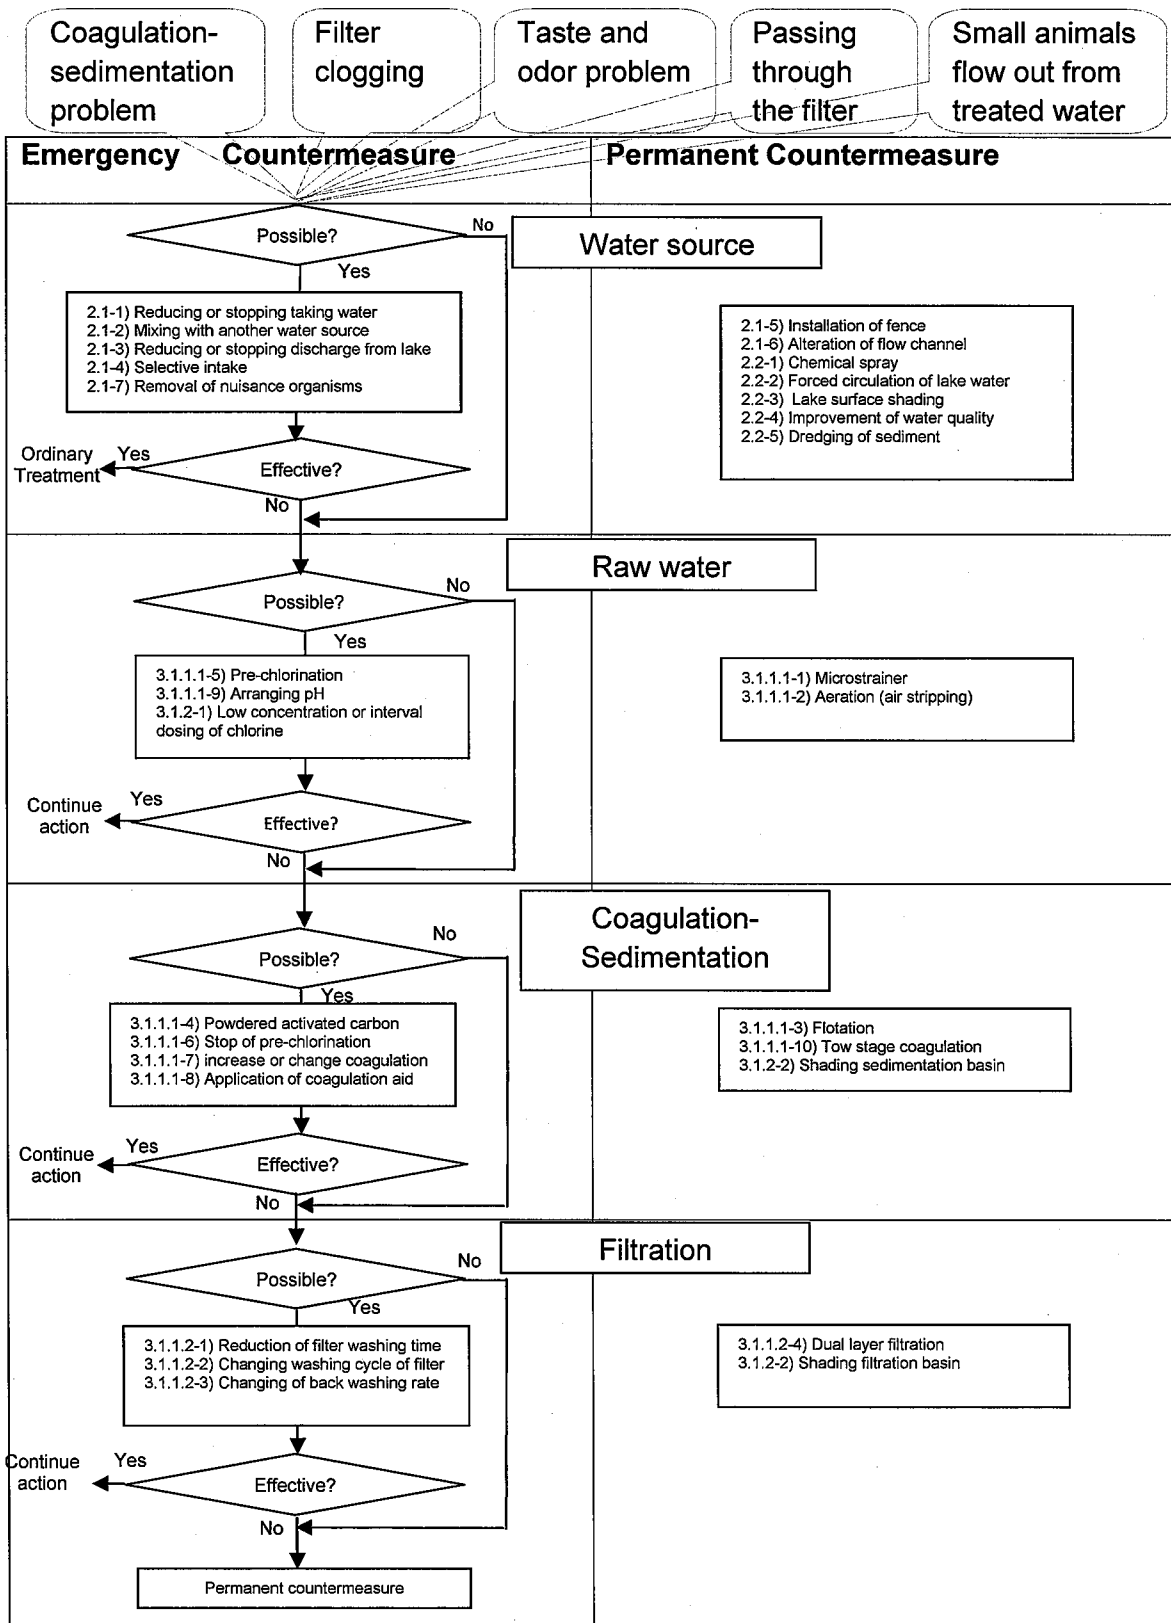 Coagulation-
sedimentation
problem
Filter
clogging
Taste and
odor problem
Passing
through
the filter
Small animals
flow out from
treated water
Emergency Countermeasure
Permanent Countermeasure
Possible?
No
Water source
Yes
2.1-1) Reducing or stopping taking water
2.1-2) Mixing with another water source
2.1-3) Reducing or stopping discharge from lake
2.1-4) Selective intake
2.1-7) Removal of nuisance organisms
2.1-5) Installation of fence
2.1-6) Alteration of flow channel
2.2-1) Chemical spray
2.2-2) Forced circulation of lake water
2.2-3) Lake surface shading
2.2-4) Improvement of water quality
2.2-5) Dredging of sediment
Ordinary
Treatment
Yes
Effective?
No
Raw water
No
Possible?
Yes
3.1.1.1-5) Pre-chlorination
3.1.1.1-9) Arranging pH
3.1.2-1) Low concentration or interval
dosing of chlorine
3.1.1.1-1) Microstrainer
3.1.1.1-2) Aeration (air stripping)
Continue
action
Yes
Effective?
No
Coagulation-
Sedimentation
No
Possible?
Yes
3.1.1.1-4) Powdered activated carbon
3.1.1.1-6) Stop of pre-chlorination
3.1.1.1-7) increase or change coagulation
3.1.1.1-8) Application of coagulation aid
3.1.1.1-3) Flotation
3.1.1.1-10) Tow stage coagulation
3.1.2-2) Shading sedimentation basin
Continue
action
Yes
Effective?
No
Filtration
No
Possible?
Yes
3.1.1.2-1) Reduction of filter washing time
3.1.1.2-2) Changing washing cycle of filter
3.1.1.2-3) Changing of back washing rate
3.1.1.2-4) Dual layer filtration
3.1.2-2) Shading filtration basin
Continue
action
Yes
Effective?
No
Permanent countermeasure